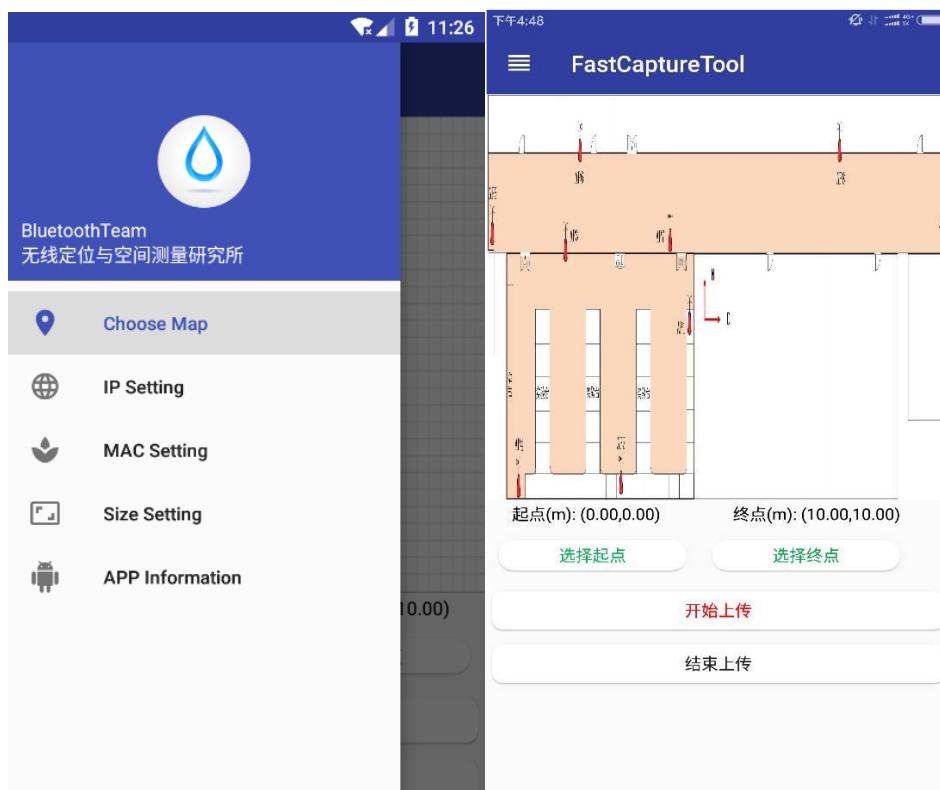 11:26
BluetoothTeam
无线定位与空间测量研究所
Choose Map
IP Setting
MAC Setting
Size Setting
APP Information
10.00)
下午4:48
FastCaptureTool
起点(m): (0.00,0.00)
终点(m): (10.00,10.00)
选择起点
选择终点
开始上传
结束上传